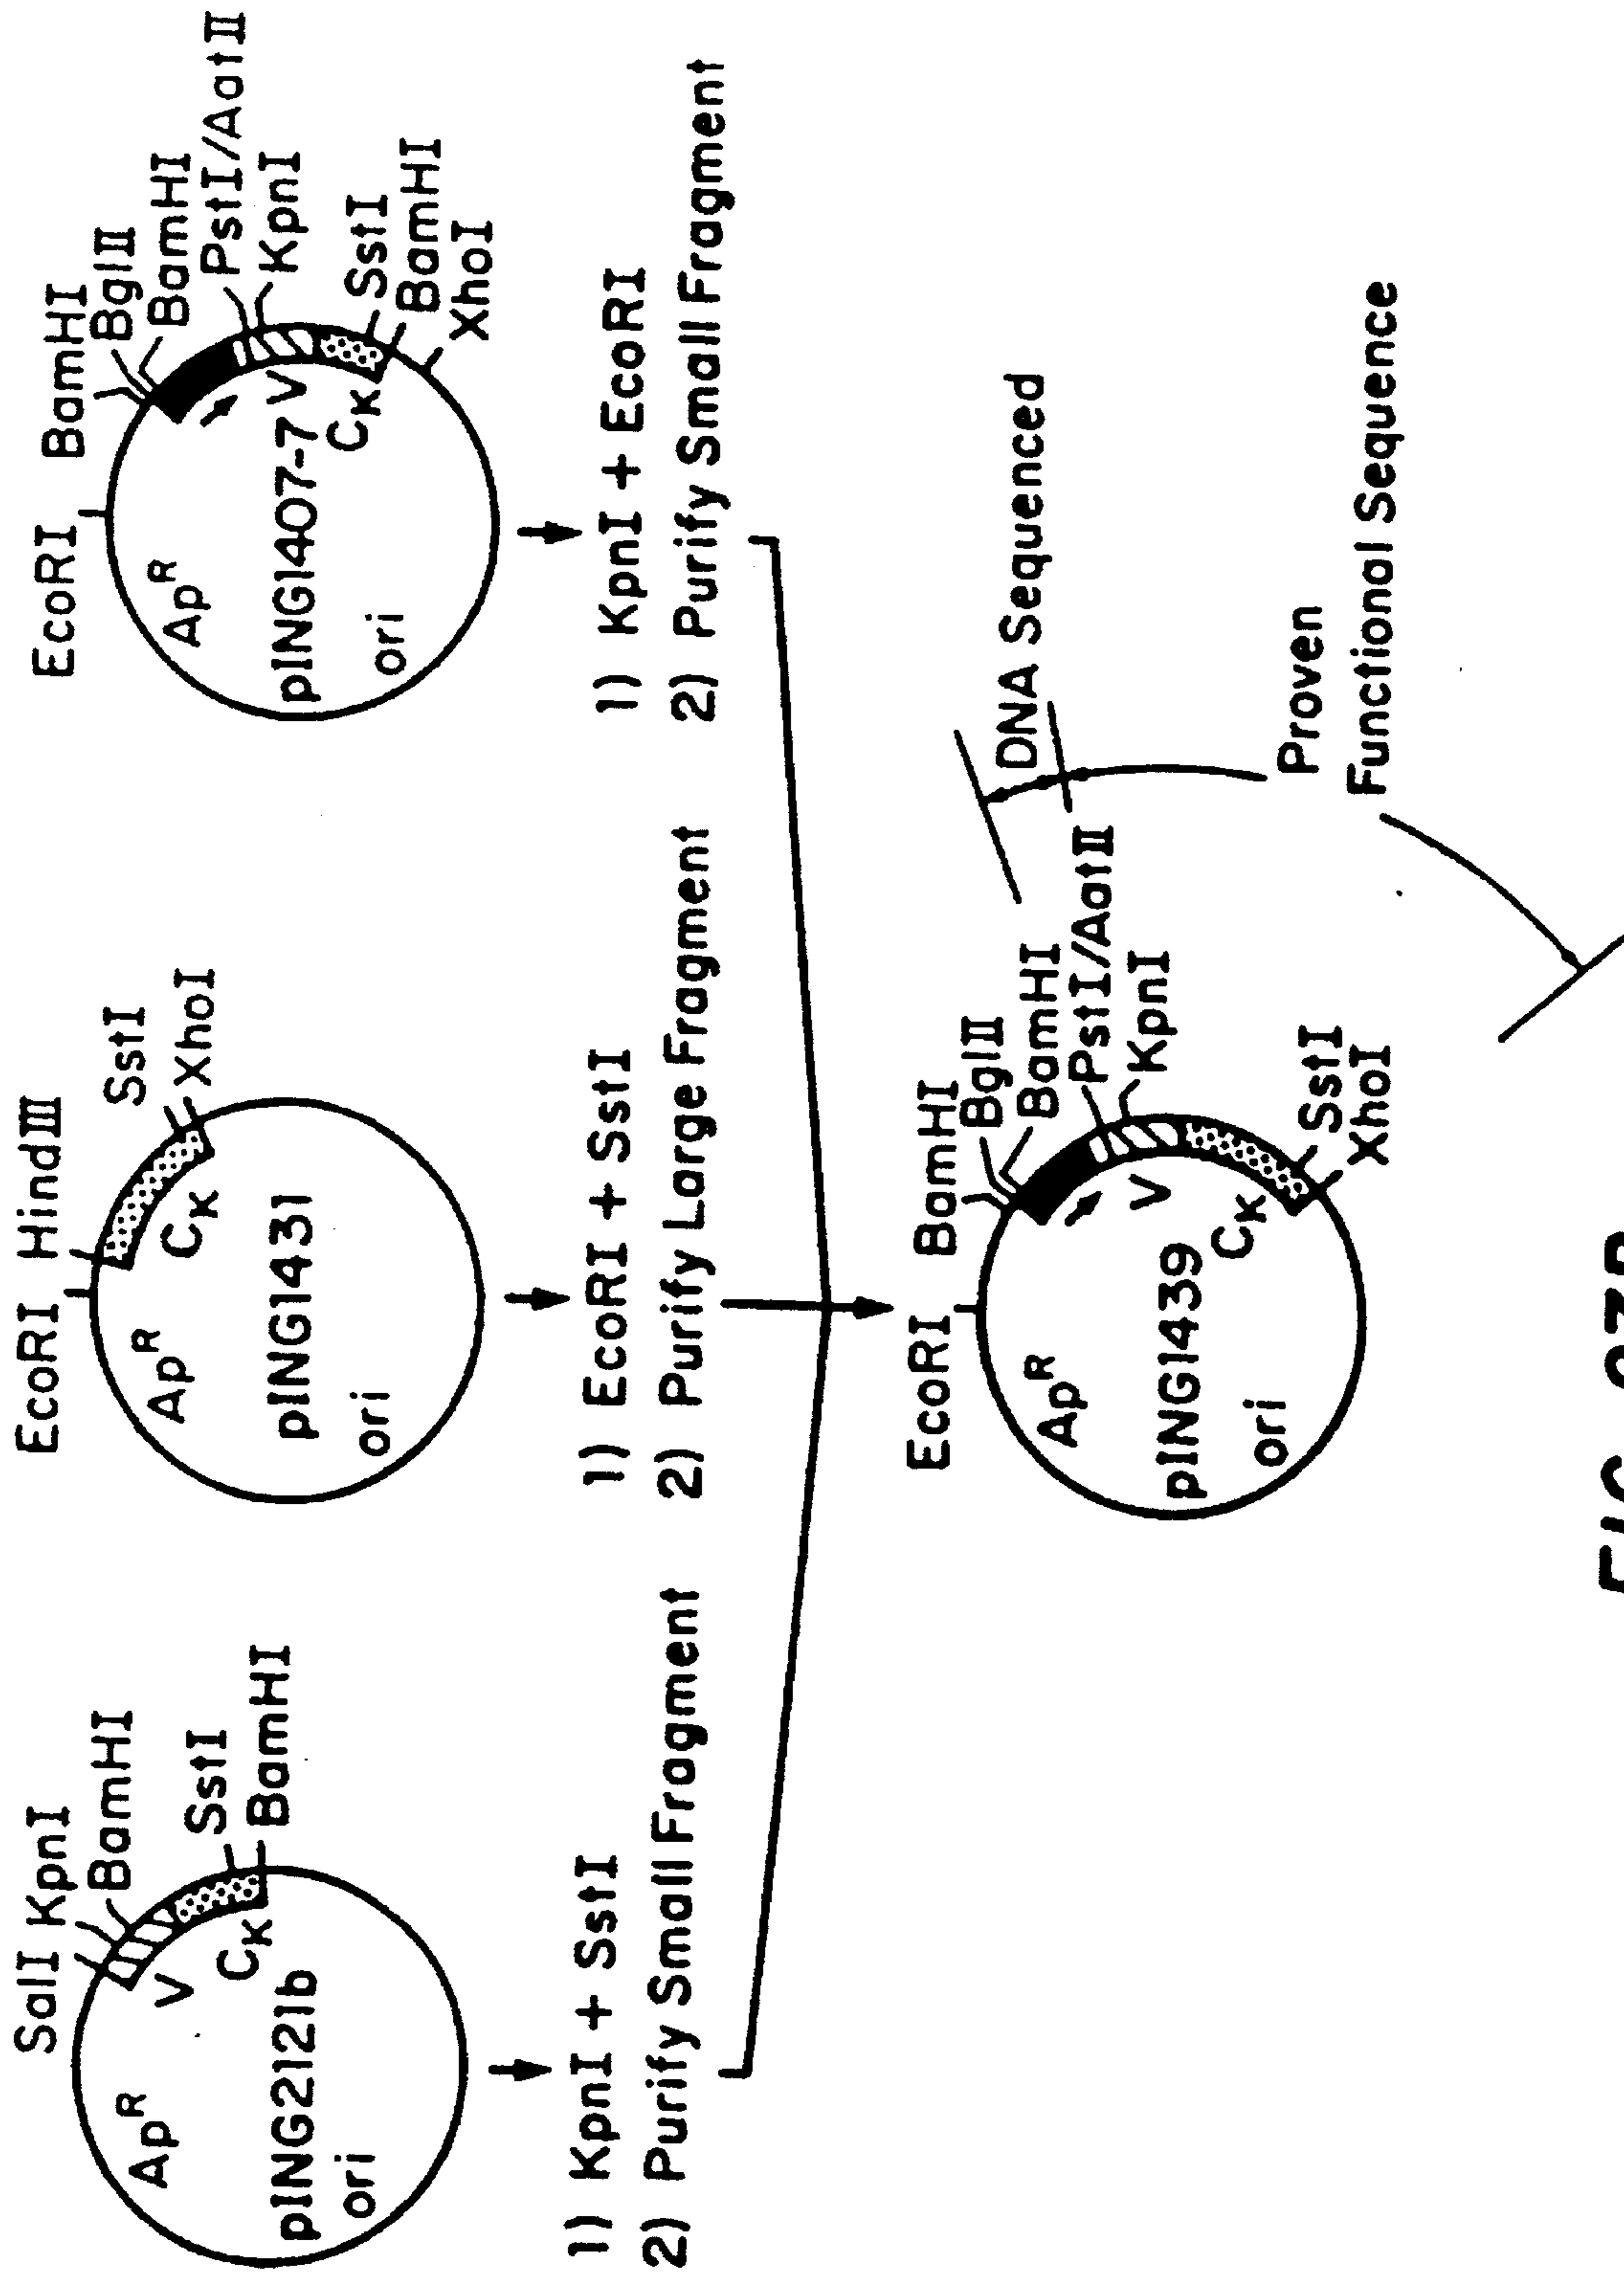 SalI KpnI
BamHI
SstI
BamHI
Ap^R
V
Cκ
pING2121b
ori
1) KpnI + SstI
2) Purify Small Fragment
EcoRI HindIII
SstI
XhoI
Ap^R
Cκ
pING1431
ori
1) EcoRI + SstI
2) Purify Large Fragment
EcoRI BamHI
BglII
BamHI
PstI/AatII
KpnI
SstI
BamHI
XhoI
Ap^R
V
pING1407-7
Cκ
ori
1) KpnI + EcoRI
2) Purify Small Fragment
EcoRI BamHI
BglII
BamHI
PstI/AatII
KpnI
SstI
XhoI
Ap^R
V
pING1439
Cκ
ori
DNA Sequenced
Proven
Functional Sequence